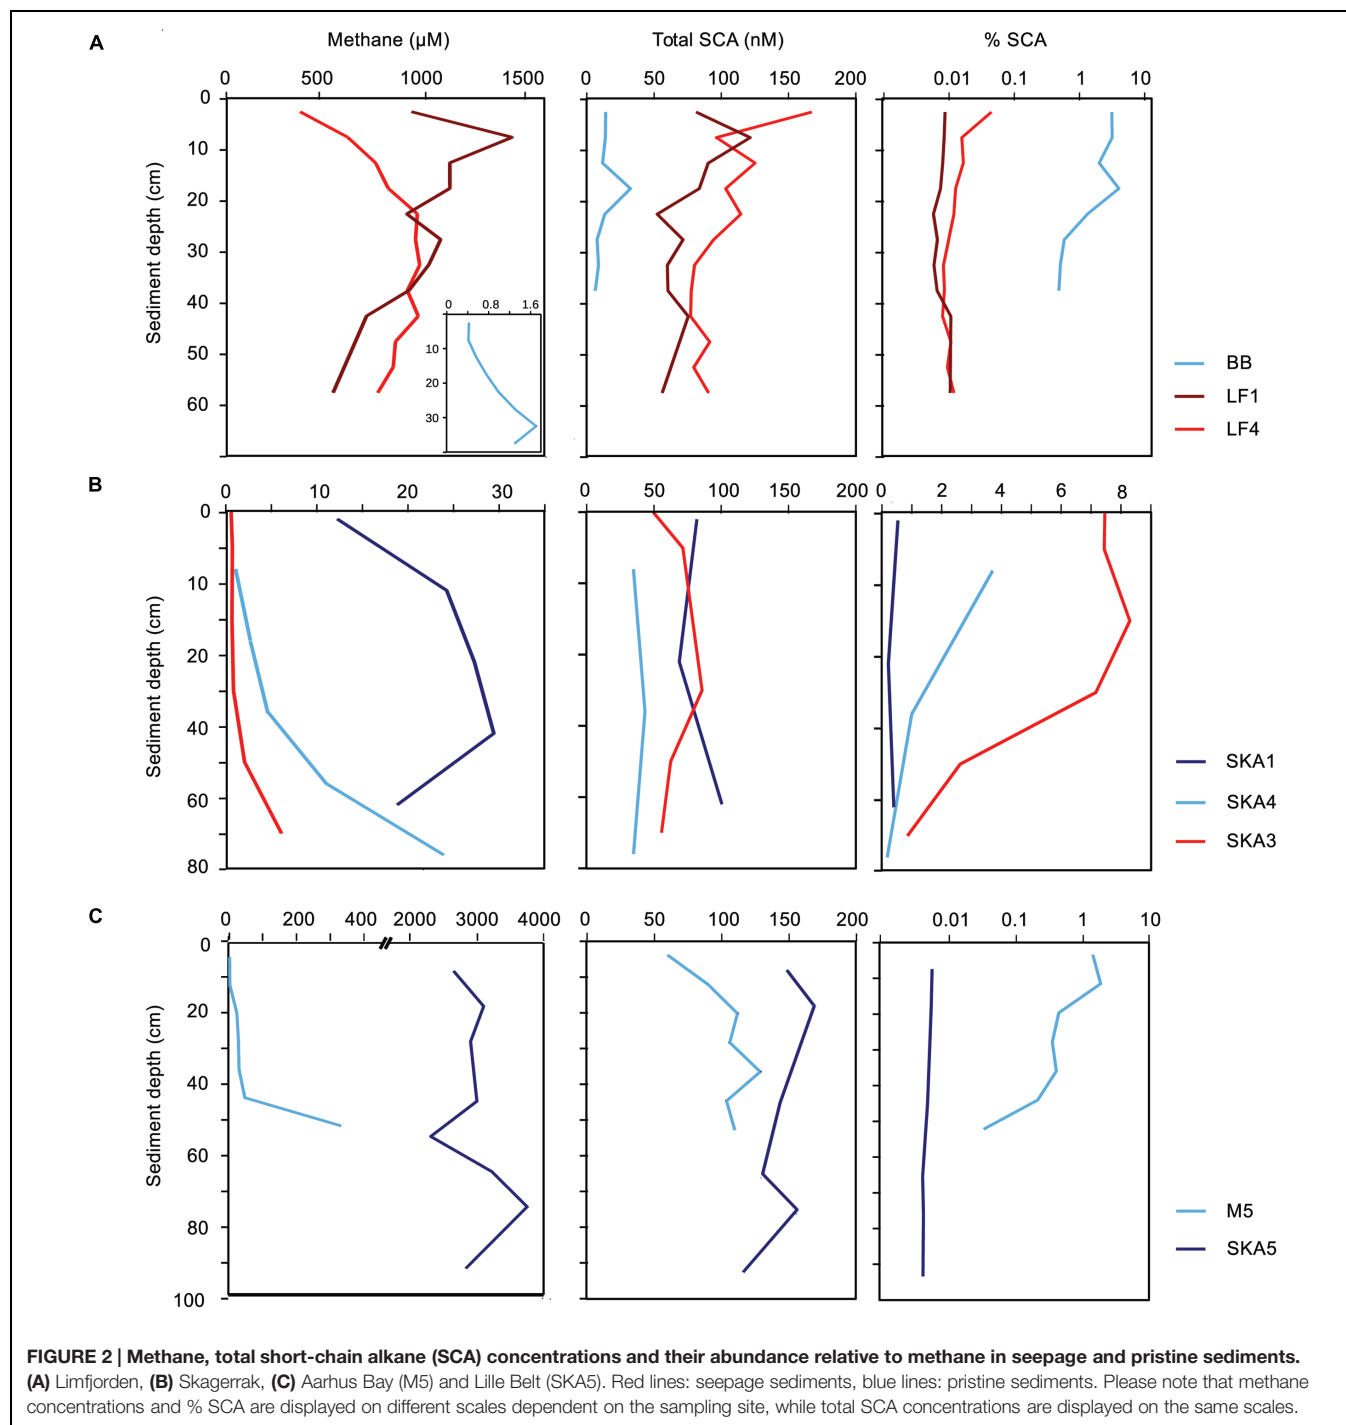 A
Methane (µM)
Total SCA (nM)
% SCA
0 500 1000 1500
0 50 100 150 200
0.01 0.1 1 10
0
10
20
30
40
50
60
Sediment depth (cm)
0 0.8 1.6
10
20
30
BB
LF1
LF4
B
0 10 20 30
0 50 100 150 200
0 2 4 6 8
0
10
20
40
60
80
Sediment depth (cm)
SKA1
SKA4
SKA3
C
0 200 400 2000 3000 4000
0 50 100 150 200
0.01 0.1 1 10
0
20
40
60
80
100
Sediment depth (cm)
M5
SKA5
FIGURE 2 | Methane, total short-chain alkane (SCA) concentrations and their abundance relative to methane in seepage and pristine sediments.
(A) Limfjorden, (B) Skagerrak, (C) Aarhus Bay (M5) and Lille Belt (SKA5). Red lines: seepage sediments, blue lines: pristine sediments. Please note that methane
concentrations and % SCA are displayed on different scales dependent on the sampling site, while total SCA concentrations are displayed on the same scales.